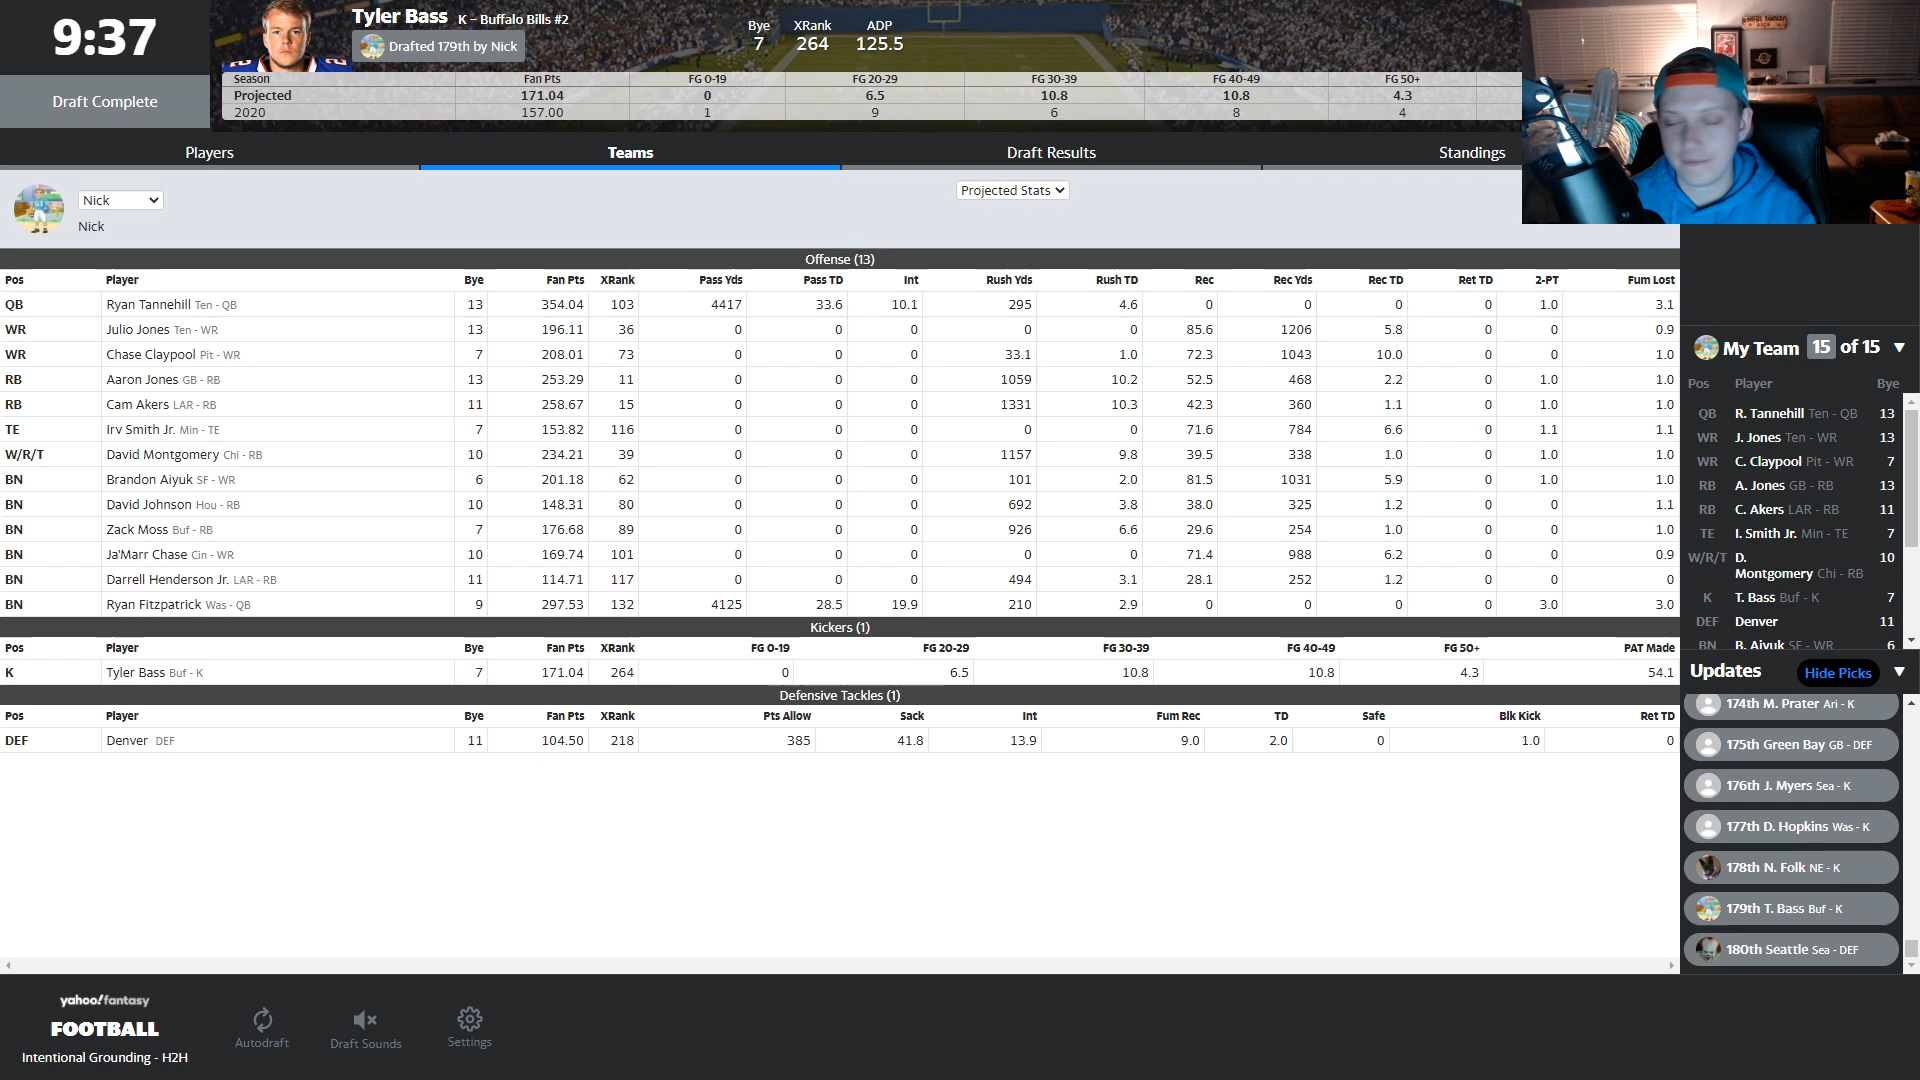 9:37
Draft Complete
Tyler Bass K – Buffalo Bills #2
Drafted 179th by Nick
Bye XRank ADP
7 264 125.5
Season Fan Pts FG 0-19 FG 20-29 FG 30-39 FG 40-49 FG 50+
Projected 171.04 0 6.5 10.8 10.8 4.3
2020 157.00 1 9 6 8 4
Players Teams Draft Results Standings
Nick
Projected Stats
Nick
Offense (13)
Pos Player Bye Fan Pts XRank Pass Yds Pass TD Int Rush Yds Rush TD Rec Rec Yds Rec TD Ret TD 2-PT Fum Lost
QB Ryan Tannehill Ten - QB 13 354.04 103 4417 33.6 10.1 295 4.6 0 0 0 0 1.0 3.1
WR Julio Jones Ten - WR 13 196.11 36 0 0 0 0 0 85.6 1206 5.8 0 0 0.9
WR Chase Claypool Pit - WR 7 208.01 73 0 0 0 33.1 1.0 72.3 1043 10.0 0 0 1.0
RB Aaron Jones GB - RB 13 253.29 11 0 0 0 1059 10.2 52.5 468 2.2 0 1.0 1.0
RB Cam Akers LAR - RB 11 258.67 15 0 0 0 1331 10.3 42.3 360 1.1 0 1.0 1.0
TE Irv Smith Jr. Min - TE 7 153.82 116 0 0 0 0 0 71.6 784 6.6 0 1.1 1.1
W/R/T David Montgomery Chi - RB 10 234.21 39 0 0 0 1157 9.8 39.5 338 1.0 0 1.0 1.0
BN Brandon Aiyuk SF - WR 6 201.18 62 0 0 0 101 2.0 81.5 1031 5.9 0 1.0 1.0
BN David Johnson Hou - RB 10 148.31 80 0 0 0 692 3.8 38.0 325 1.2 0 0 1.1
BN Zack Moss Buf - RB 7 176.68 89 0 0 0 926 6.6 29.6 254 1.0 0 0 1.0
BN Ja'Marr Chase Cin - WR 10 169.74 101 0 0 0 0 0 71.4 988 6.2 0 0 0.9
BN Darrell Henderson Jr. LAR - RB 11 114.71 117 0 0 0 494 3.1 28.1 252 1.2 0 0 0
BN Ryan Fitzpatrick Was - QB 9 297.53 132 4125 28.5 19.9 210 2.9 0 0 0 0 3.0 3.0
Kickers (1)
Pos Player Bye Fan Pts XRank FG 0-19 FG 20-29 FG 30-39 FG 40-49 FG 50+ PAT Made
K Tyler Bass Buf - K 7 171.04 264 0 6.5 10.8 10.8 4.3 54.1
Defensive Tackles (1)
Pos Player Bye Fan Pts XRank Pts Allow Sack Int Fum Rec TD Safe Blk Kick Ret TD
DEF Denver DEF 11 104.50 218 385 41.8 13.9 9.0 2.0 0 1.0 0
My Team 15 of 15
Pos Player Bye
QB R. Tannehill Ten - QB 13
WR J. Jones Ten - WR 13
WR C. Claypool Pit - WR 7
RB A. Jones GB - RB 13
RB C. Akers LAR - RB 11
TE I. Smith Jr. Min - TE 7
W/R/T D. 10
Montgomery Chi - RB
K T. Bass Buf - K 7
DEF Denver 11
BN B. Aiyuk SF - WR 6
Updates Hide Picks
174th M. Prater Ari - K
175th Green Bay GB - DEF
176th J. Myers Sea - K
177th D. Hopkins Was - K
178th N. Folk NE - K
179th T. Bass Buf - K
180th Seattle Sea - DEF
yahoo!fantasy
FOOTBALL
Intentional Grounding - H2H
Autodraft
Draft Sounds
Settings